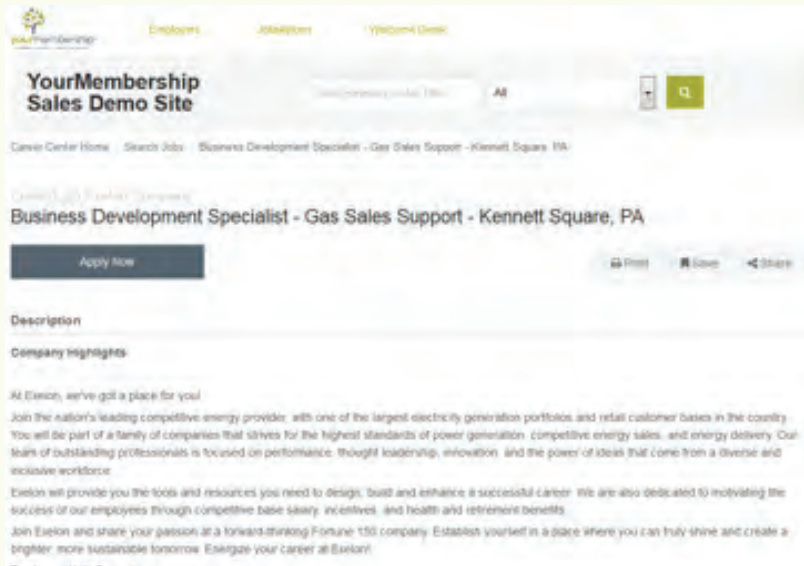 yourmembership
Employers
Jobseekers
Welcome Guest
YourMembership
Sales Demo Site
All
Career Center Home
Search Jobs
Business Development Specialist - Gas Sales Support - Kennett Square, PA
Business Development Specialist - Gas Sales Support - Kennett Square, PA
Apply Now
Print
Save
Share
Description
Company Highlights
At Exelon, we've got a place for you!
Join the nation's leading competitive energy provider, with one of the largest electricity generation portfolios and retail customer bases in the country.
You will be part of a family of companies that strives for the highest standards of power generation, competitive energy sales, and energy delivery. Our
team of outstanding professionals is focused on performance, thought leadership, innovation, and the power of ideas that come from a diverse and
inclusive workforce.
Exelon will provide you the tools and resources you need to design, build and enhance a successful career. We are also dedicated to motivating the
success of our employees through competitive base salary, incentives, and health and retirement benefits.
Join Exelon and share your passion at a forward-thinking Fortune 150 company. Establish yourself in a place where you can truly shine and create a
brighter, more sustainable tomorrow. Energize your career at Exelon!